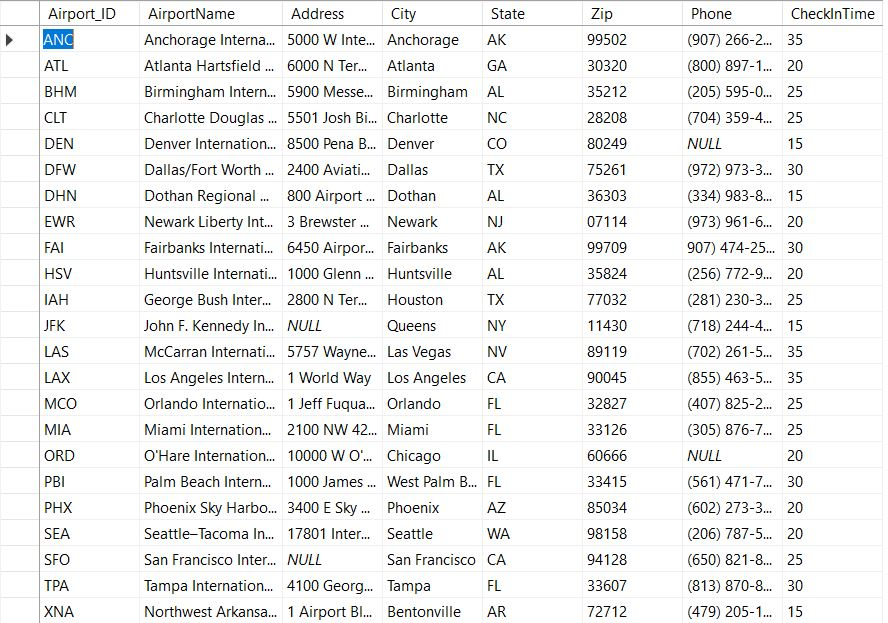 Airport_ID AirportName Address City State Zip Phone CheckInTime
ANC Anchorage Interna... 5000 W Inte... Anchorage AK 99502 (907) 266-2... 35
ATL Atlanta Hartsfield ... 6000 N Ter... Atlanta GA 30320 (800) 897-1... 20
BHM Birmingham Intern... 5900 Messe... Birmingham AL 35212 (205) 595-0... 25
CLT Charlotte Douglas ... 5501 Josh Bi... Charlotte NC 28208 (704) 359-4... 25
DEN Denver Internation... 8500 Pena B... Denver CO 80249 NULL 15
DFW Dallas/Fort Worth ... 2400 Aviati... Dallas TX 75261 (972) 973-3... 30
DHN Dothan Regional ... 800 Airport ... Dothan AL 36303 (334) 983-8... 15
EWR Newark Liberty Int... 3 Brewster ... Newark NJ 07114 (973) 961-6... 20
FAI Fairbanks Internati... 6450 Airpor... Fairbanks AK 99709 907) 474-25... 30
HSV Huntsville Internati... 1000 Glenn ... Huntsville AL 35824 (256) 772-9... 20
IAH George Bush Inter... 2800 N Ter... Houston TX 77032 (281) 230-3... 25
JFK John F. Kennedy In... NULL Queens NY 11430 (718) 244-4... 15
LAS McCarran Internati... 5757 Wayne... Las Vegas NV 89119 (702) 261-5... 35
LAX Los Angeles Intern... 1 World Way Los Angeles CA 90045 (855) 463-5... 35
MCO Orlando Internatio... 1 Jeff Fuqua... Orlando FL 32827 (407) 825-2... 25
MIA Miami Internation... 2100 NW 42... Miami FL 33126 (305) 876-7... 25
ORD O'Hare Internation... 10000 W O'... Chicago IL 60666 NULL 20
PBI Palm Beach Intern... 1000 James ... West Palm B... FL 33415 (561) 471-7... 30
PHX Phoenix Sky Harbo... 3400 E Sky ... Phoenix AZ 85034 (602) 273-3... 20
SEA Seattle–Tacoma In... 17801 Inter... Seattle WA 98158 (206) 787-5... 20
SFO San Francisco Inter... NULL San Francisco CA 94128 (650) 821-8... 25
TPA Tampa Internation... 4100 Georg... Tampa FL 33607 (813) 870-8... 30
XNA Northwest Arkansa... 1 Airport Bl... Bentonville AR 72712 (479) 205-1... 15